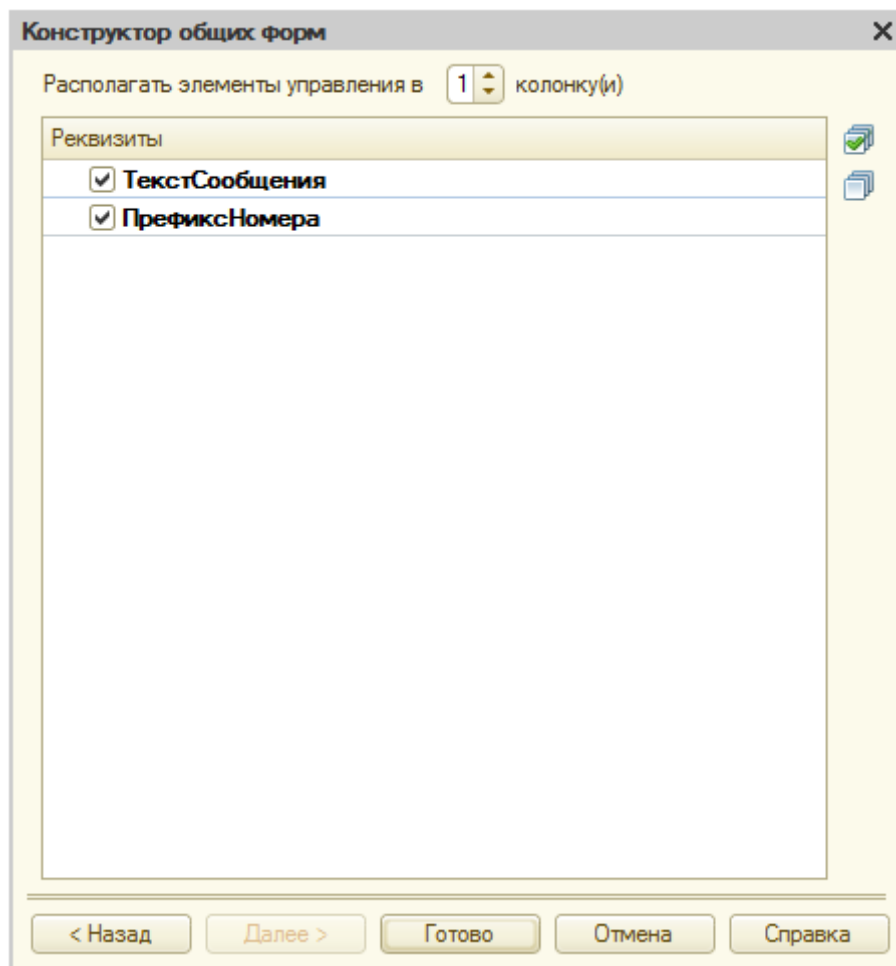 Конструктор общих форм
Располагать элементы управления в 1 колонку(и)
Реквизиты
ТекстСообщения
ПрефиксНомера
< Назад Далее > Готово Отмена Справка